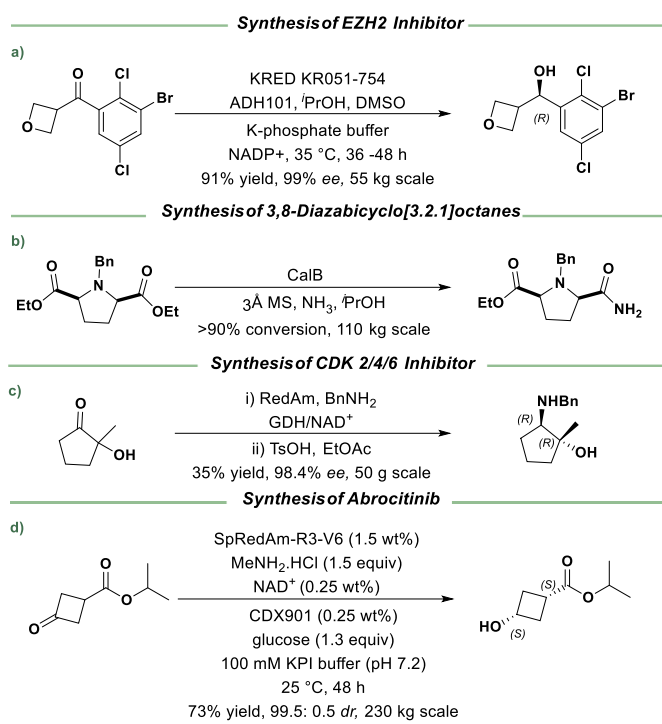 Synthesis of EZH2 Inhibitor
a)
O
Cl
Br
O
Cl
KRED KR051-754
ADH101, iPrOH, DMSO
K-phosphate buffer
NADP+, 35 °C, 36 -48 h
91% yield, 99% ee, 55 kg scale
OH
Cl
Br
(R)
O
Cl
Synthesis of 3,8-Diazabicyclo[3.2.1]octanes
b)
Bn
O
N
O
EtO
OEt
CalB
3Å MS, NH3, iPrOH
>90% conversion, 110 kg scale
Bn
O
N
O
EtO
NH2
Synthesis of CDK 2/4/6 Inhibitor
c)
O
OH
i) RedAm, BnNH2
GDH/NAD+
ii) TsOH, EtOAc
35% yield, 98.4% ee, 50 g scale
NHBn
(R)
(R)
OH
Synthesis of Abrocitinib
d)
O
O
O
SpRedAm-R3-V6 (1.5 wt%)
MeNH2.HCl (1.5 equiv)
NAD+ (0.25 wt%)
CDX901 (0.25 wt%)
glucose (1.3 equiv)
100 mM KPI buffer (pH 7.2)
25 °C, 48 h
73% yield, 99.5: 0.5 dr, 230 kg scale
O
(S)
O
HO
(S)